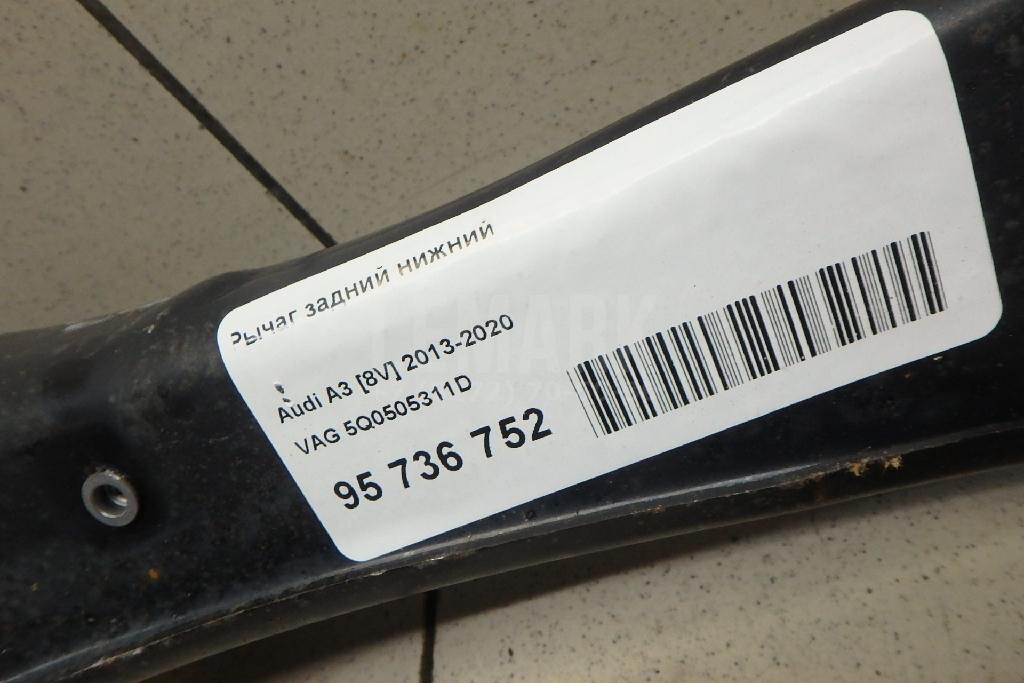 Рычаг задний нижний
Audi A3 [8V] 2013-2020
VAG 5Q0505311D
95 736 752